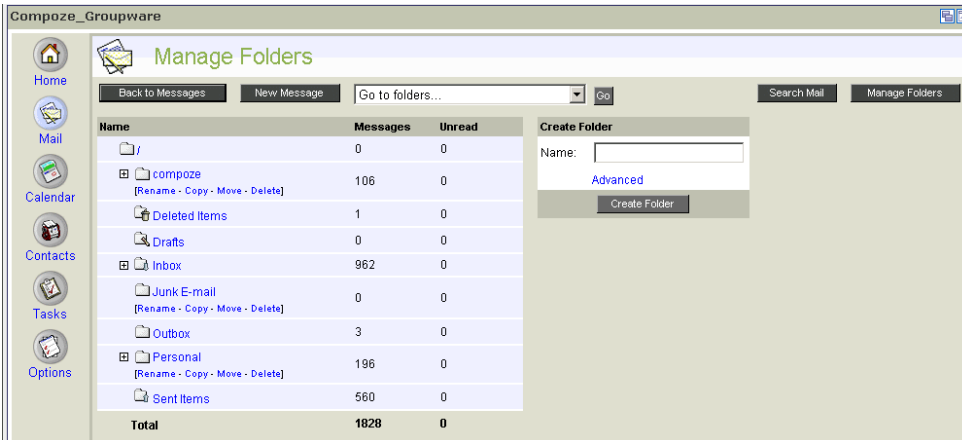 Compoze_Groupware
Home
Mail
Calendar
Contacts
Tasks
Options
Manage Folders
Back to Messages New Message Go to folders... Go Search Mail Manage Folders
Name Messages Unread
/ 0 0
compoze 106 0
[Rename - Copy - Move - Delete]
Deleted Items 1 0
Drafts 0 0
Inbox 962 0
Junk E-mail 0 0
[Rename - Copy - Move - Delete]
Outbox 3 0
Personal 196 0
[Rename - Copy - Move - Delete]
Sent Items 560 0
Total 1828 0
Create Folder
Name:
Advanced
Create Folder